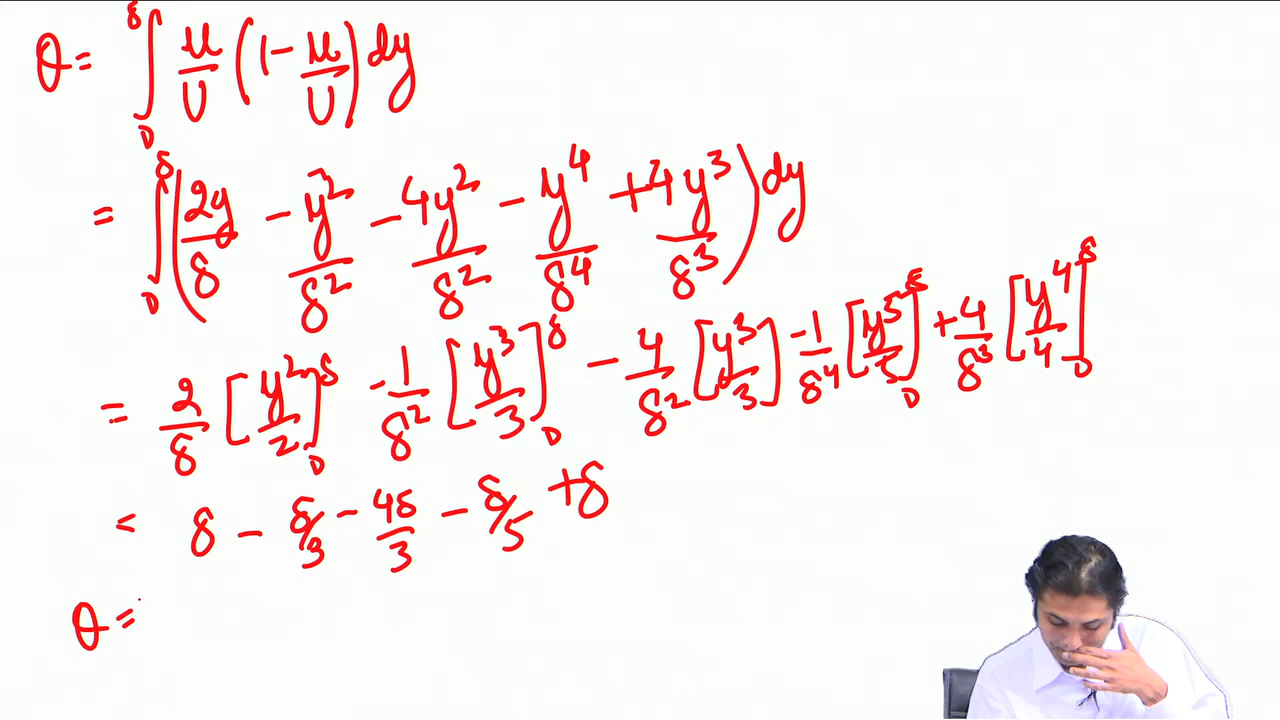 θ = ∫₀^δ u/U (1 - u/U) dy
= ∫₀^δ (2y/δ - y²/δ² - 4y²/δ² - y⁴/δ⁴ + 4y³/δ³) dy
= 2/δ [y²/2]₀^δ - 1/δ² [y³/3]₀^δ - 4/δ² [y³/3] - 1/δ⁴ [y⁵/5]₀^δ + 4/δ³ [y⁴/4]₀^δ
= δ - δ/3 - 4δ/3 - δ/5 + δ
θ =